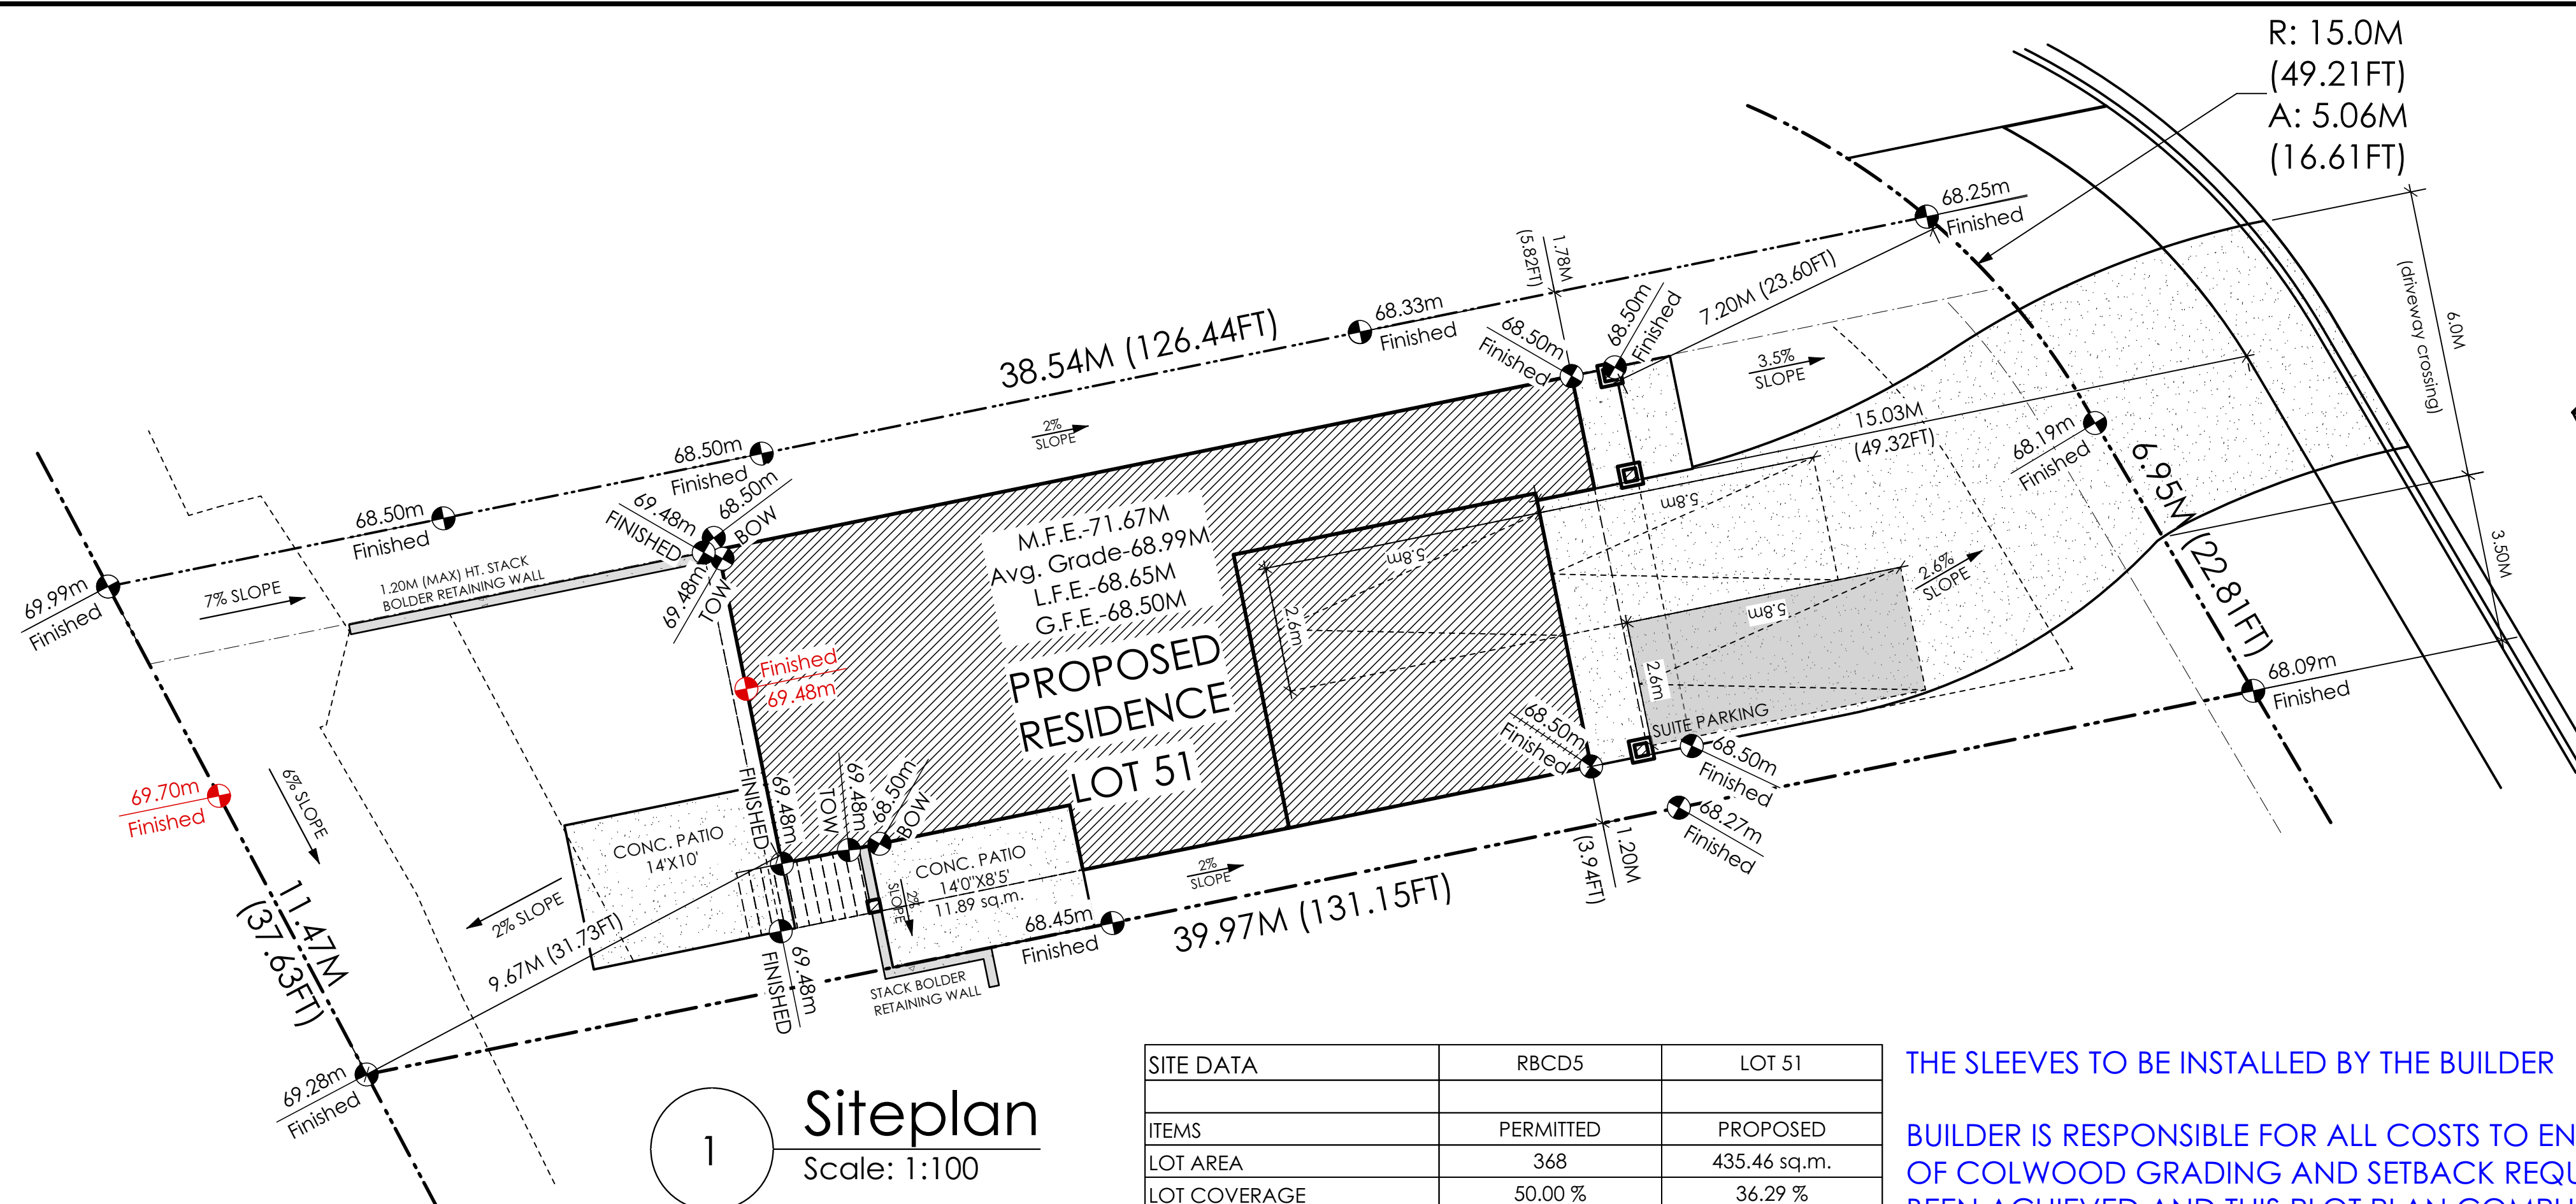 R: 15.0M
(49.21FT)
A: 5.06M
(16.61FT)
68.25m
Finished
1.78M
(5.82FT)
7.20M (23.60FT)
68.33m
Finished
38.54M (126.44FT)
68.50m
Finished
68.50m
Finished
3.5%
SLOPE
6.0M
(driveway crossing)
15.03M
(49.32FT)
68.19m
Finished
6.95M (22.81FT)
3.50M
2%
SLOPE
68.50m
Finished
68.50m
Finished
69.48m
FINISHED
68.50m
BOW
69.48m
TOW
69.99m
Finished
7% SLOPE
1.20M (MAX) HT. STACK
BOLDER RETAINING WALL
M.F.E.-71.67M
Avg. Grade-68.99M
L.F.E.-68.65M
G.F.E.-68.50M
PROPOSED
RESIDENCE
LOT 51
5.8m
2.6m
5.8m
5.8m
2.6m
SUITE PARKING
2.6%
SLOPE
68.09m
Finished
Finished
69.48m
69.70m
Finished
6% SLOPE
68.50m
Finished
68.50m
Finished
68.27m
Finished
1.20M
(3.94FT)
FINISHED
69.48m
TOW
69.48m
68.50m
BOW
CONC. PATIO
14'X10'
CONC. PATIO
14'0"X8'5'
11.89 sq.m.
2%
SLOPE
2%
SLOPE
2% SLOPE
9.67M (31.73FT)
11.47M
(37.63FT)
69.48m
FINISHED
68.45m
Finished
39.97M (131.15FT)
STACK BOLDER
RETAINING WALL
69.28m
Finished
1
Siteplan
Scale: 1:100
SITE DATA RBCD5 LOT 51
ITEMS PERMITTED PROPOSED
LOT AREA 368 435.46 sq.m.
LOT COVERAGE 50.00 % 36.29 %
THE SLEEVES TO BE INSTALLED BY THE BUILDER
BUILDER IS RESPONSIBLE FOR ALL COSTS TO EN
OF COLWOOD GRADING AND SETBACK REQU
BEEN ACHIEVED AND THIS PLOT PLAN COMPL